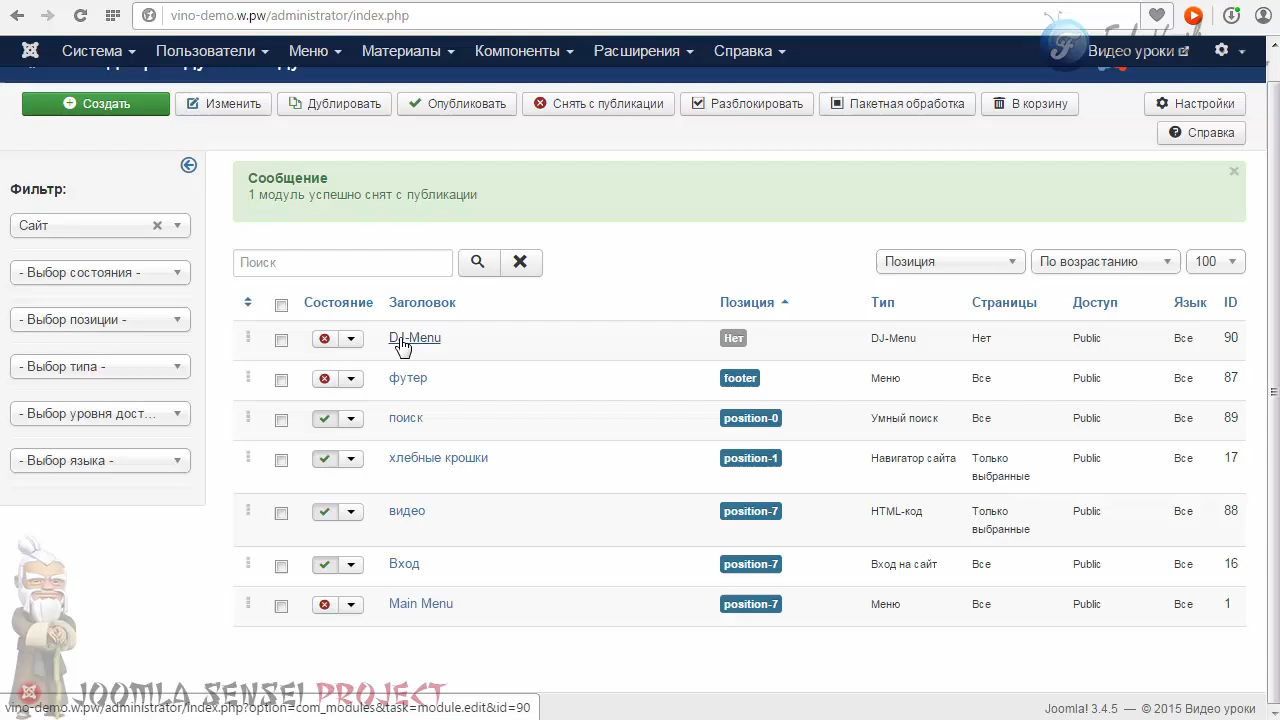 vino-demo.w.pw/administrator/index.php
Система Пользователи Меню Материалы Компоненты Расширения Справка Видео уроки
Создать Изменить Дублировать Опубликовать Снять с публикации Разблокировать Пакетная обработка В корзину Настройки
Справка
Фильтр:
Сайт
- Выбор состояния -
- Выбор позиции -
- Выбор типа -
- Выбор уровня дост...
- Выбор языка -
Сообщение
1 модуль успешно снят с публикации
Поиск Позиция По возрастанию 100
Состояние Заголовок Позиция Тип Страницы Доступ Язык ID
DJ-Menu Нет DJ-Menu Нет Public Все 90
футер footer Меню Все Public Все 87
поиск position-0 Умный поиск Все Public Все 89
хлебные крошки position-1 Навигатор сайта Только выбранные Public Все 17
видео position-7 HTML-код Только выбранные Public Все 88
Вход position-7 Вход на сайт Все Public Все 16
Main Menu position-7 Меню Все Public Все 1
JOOMLA SENSEI PROJECT
vino-demo.w.pw/administrator/index.php?option=com_modules&task=module.edit&id=90
Joomla! 3.4.5 — © 2015 Видео уроки